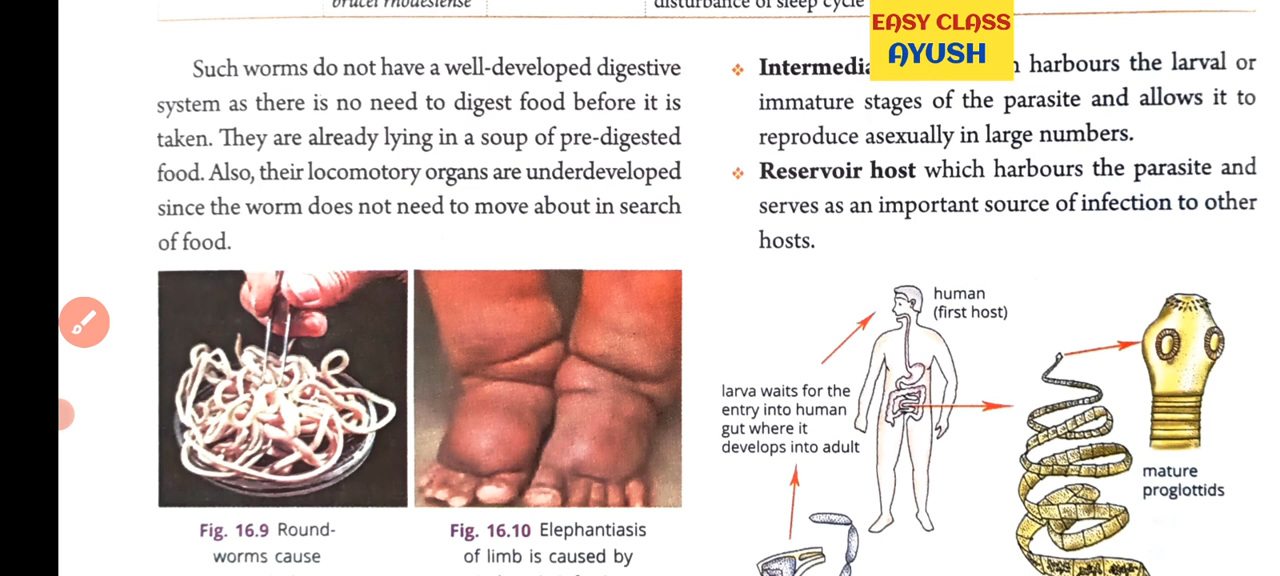 brucei rhodesiense
disturbance of sleep cycle
EASY CLASS
AYUSH
Such worms do not have a well-developed digestive
system as there is no need to digest food before it is
taken. They are already lying in a soup of pre-digested
food. Also, their locomotory organs are underdeveloped
since the worm does not need to move about in search
of food.
harbours the larval or
immature stages of the parasite and allows it to
reproduce asexually in large numbers.
❖ Reservoir host which harbours the parasite and
serves as an important source of infection to other
hosts.
human
(first host)
larva waits for the
entry into human
gut where it
develops into adult
mature
proglottids
Fig. 16.9 Round-
worms cause
Fig. 16.10 Elephantiasis
of limb is caused by